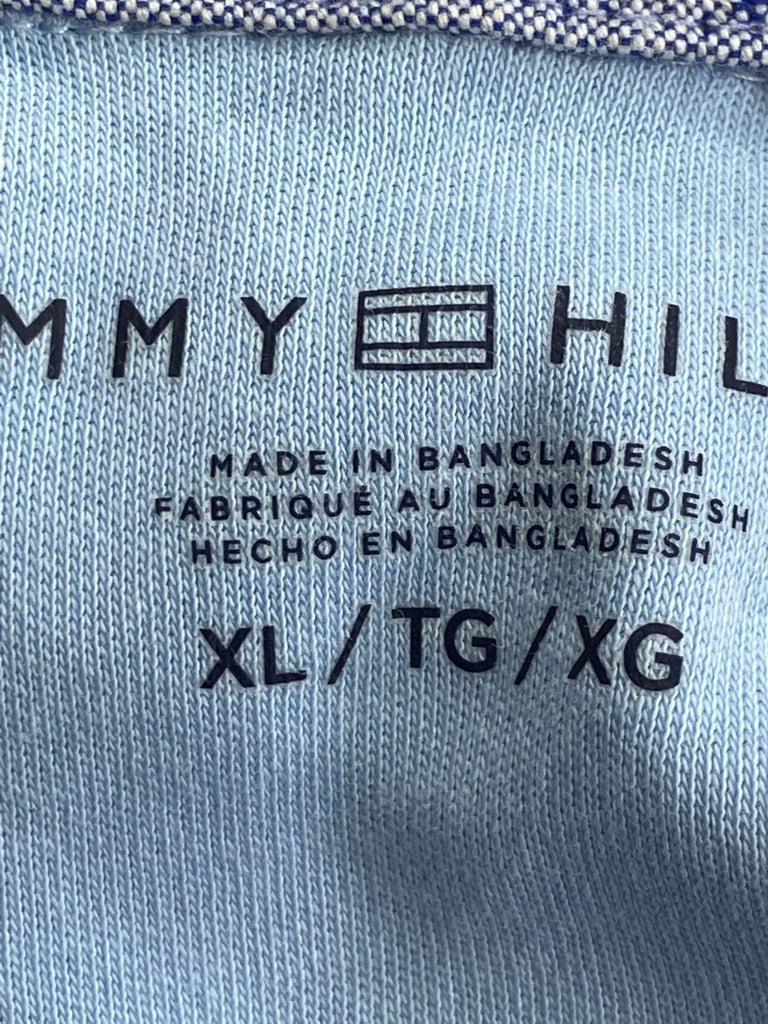 MMY HIL
MADE IN BANGLADESH
FABRIQUÉ AU BANGLADESH
HECHO EN BANGLADESH
XL/TG/XG